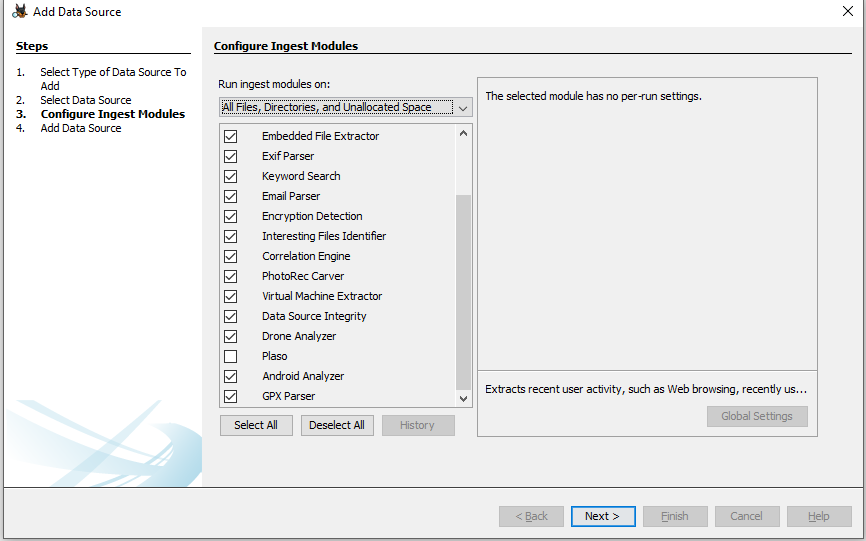 Add Data Source
Steps
1. Select Type of Data Source To
Add
2. Select Data Source
3. Configure Ingest Modules
4. Add Data Source
Configure Ingest Modules
Run ingest modules on:
All Files, Directories, and Unallocated Space
Embedded File Extractor
Exif Parser
Keyword Search
Email Parser
Encryption Detection
Interesting Files Identifier
Correlation Engine
PhotoRec Carver
Virtual Machine Extractor
Data Source Integrity
Drone Analyzer
Plaso
Android Analyzer
GPX Parser
Select All
Deselect All
History
The selected module has no per-run settings.
Extracts recent user activity, such as Web browsing, recently us...
Global Settings
< Back
Next >
Finish
Cancel
Help